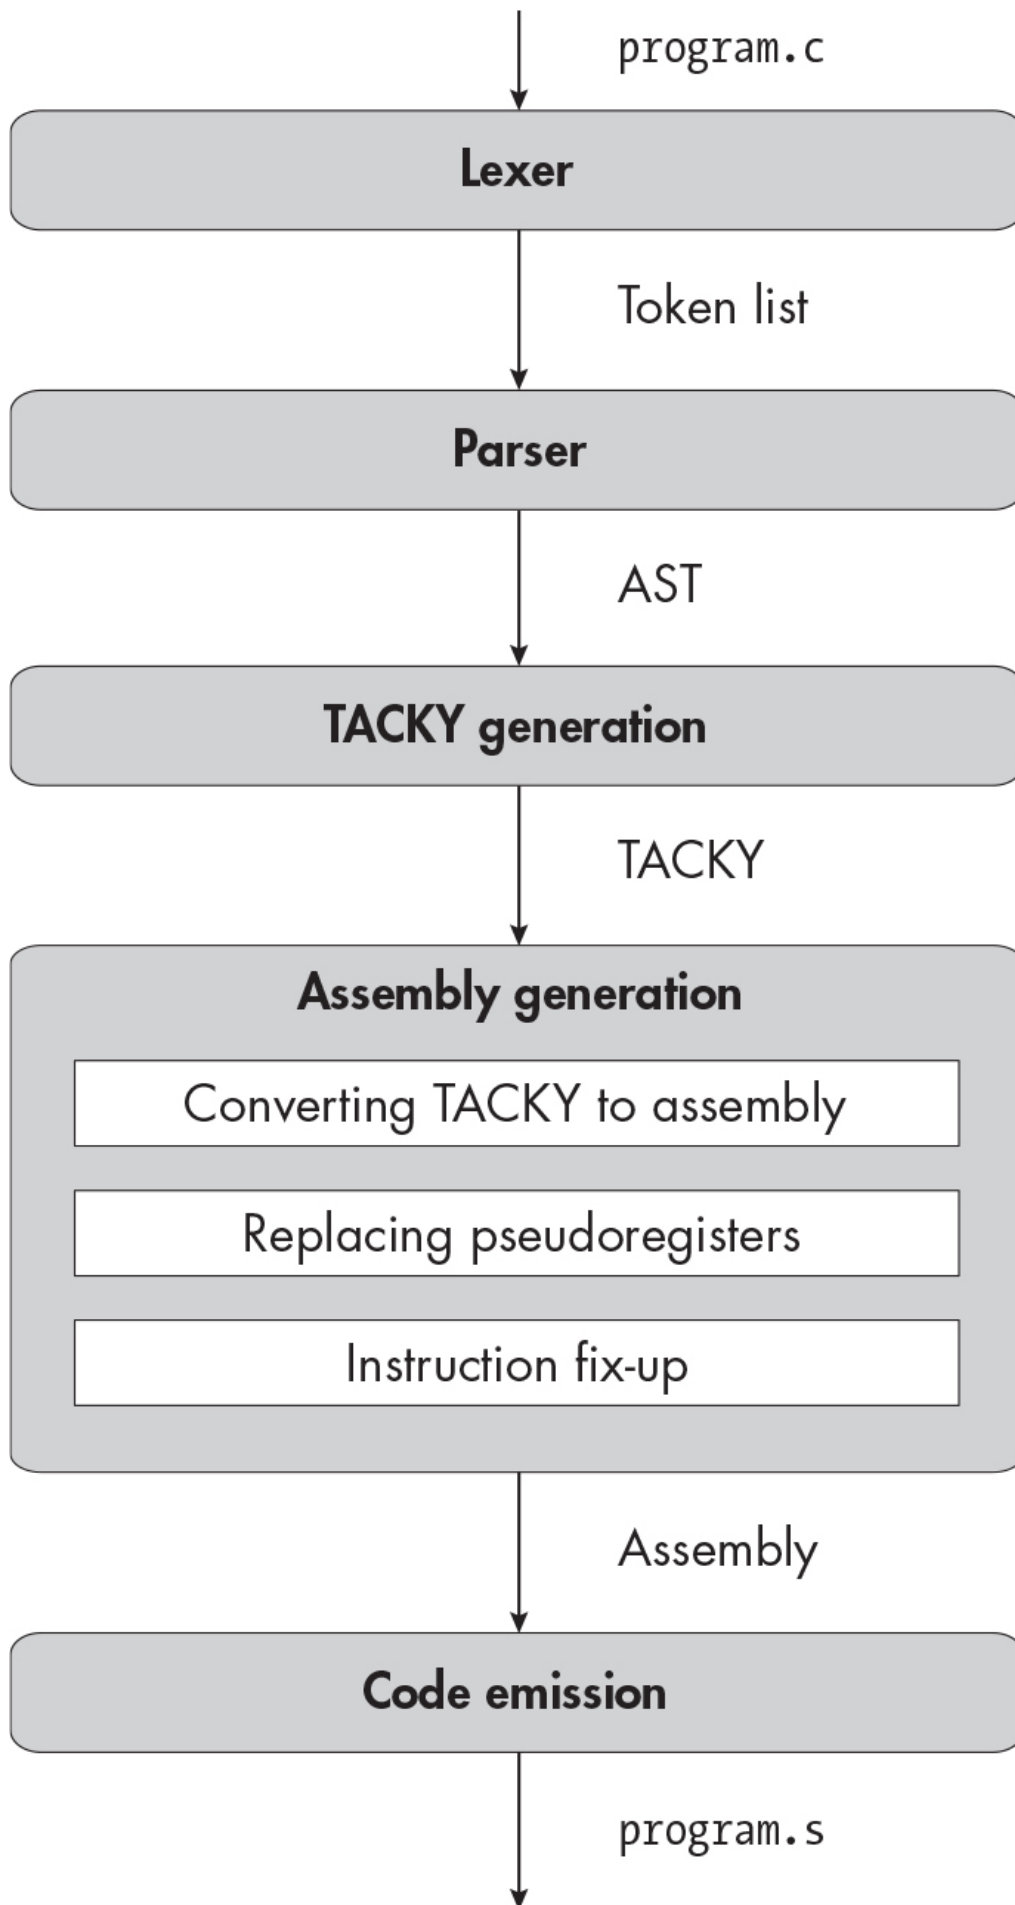 program.c
Lexer
Token list
Parser
AST
TACKY generation
TACKY
Assembly generation
Converting TACKY to assembly
Replacing pseudoregisters
Instruction fix-up
Assembly
Code emission
program.s